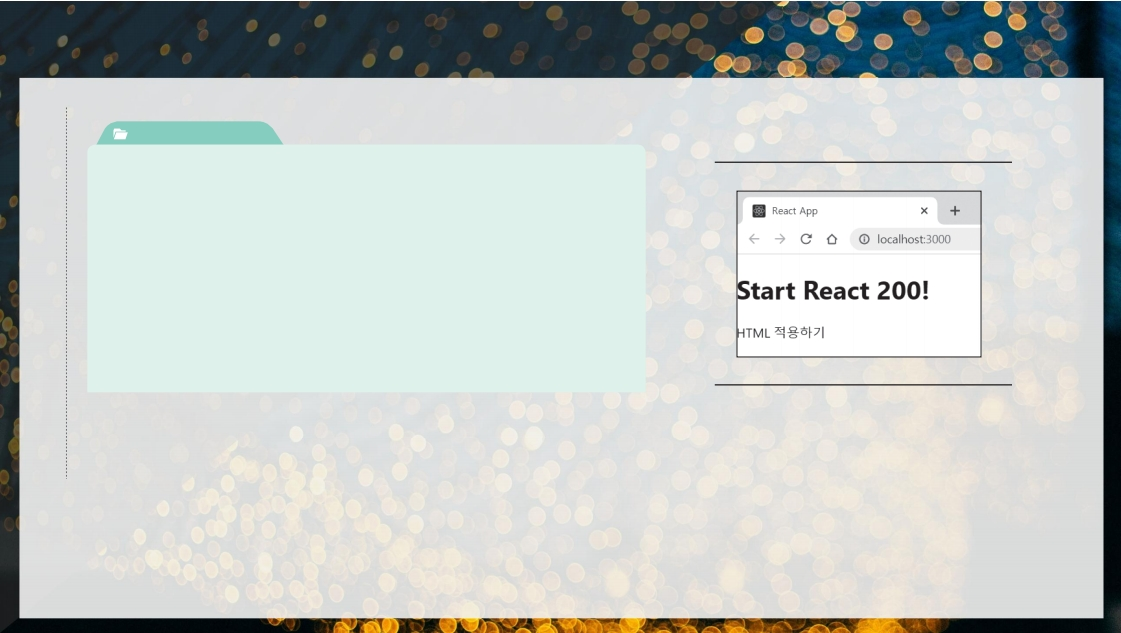 React App
localhost:3000
Start React 200!
HTML 적용하기